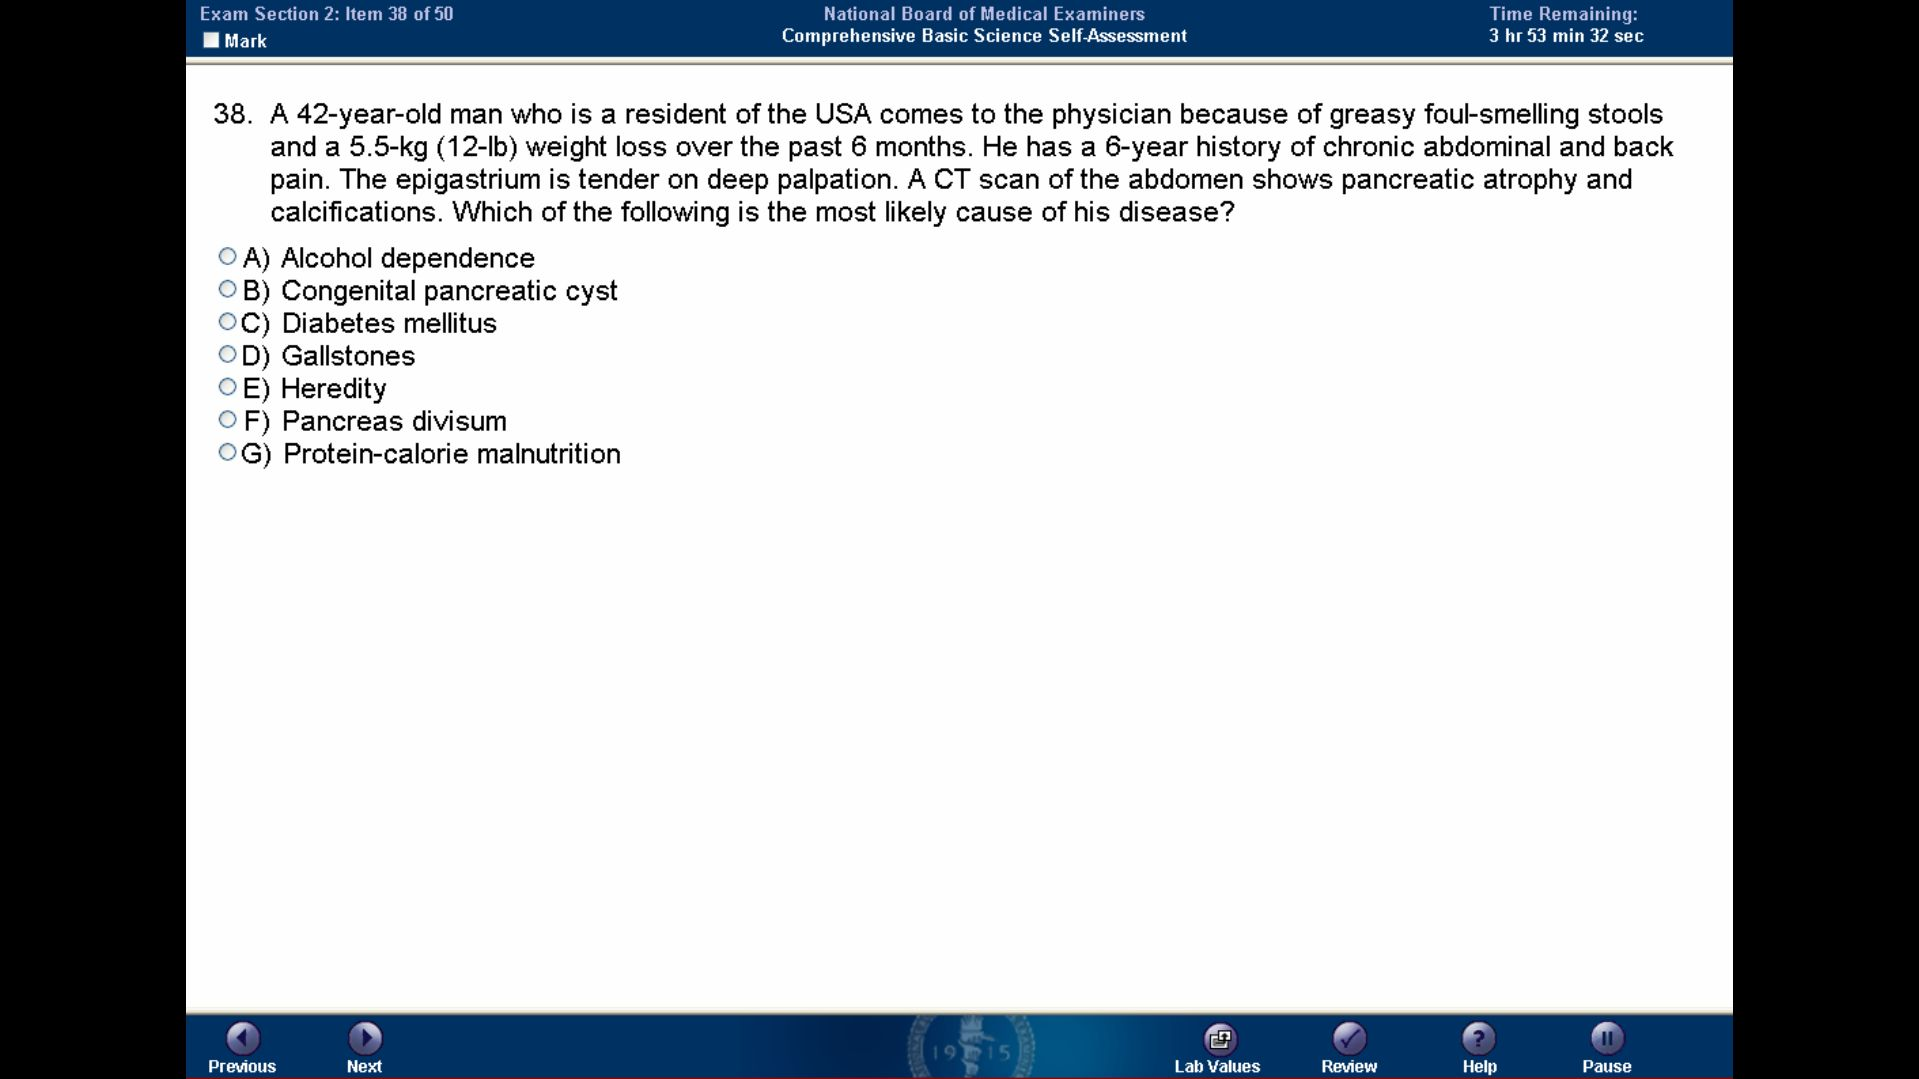 Exam Section 2: Item 38 of 50
National Board of Medical Examiners
Time Remaining:
Mark
Comprehensive Basic Science Self-Assessment
3 hr 53 min 32 sec
38. A 42-year-old man who is a resident of the USA comes to the physician because of greasy foul-smelling stools
and a 5.5-kg (12-lb) weight loss over the past 6 months. He has a 6-year history of chronic abdominal and back
pain. The epigastrium is tender on deep palpation. A CT scan of the abdomen shows pancreatic atrophy and
calcifications. Which of the following is the most likely cause of his disease?
A) Alcohol dependence
B) Congenital pancreatic cyst
C) Diabetes mellitus
D) Gallstones
E) Heredity
F) Pancreas divisum
G) Protein-calorie malnutrition
1915
Previous
Next
Lab Values
Review
Help
Pause